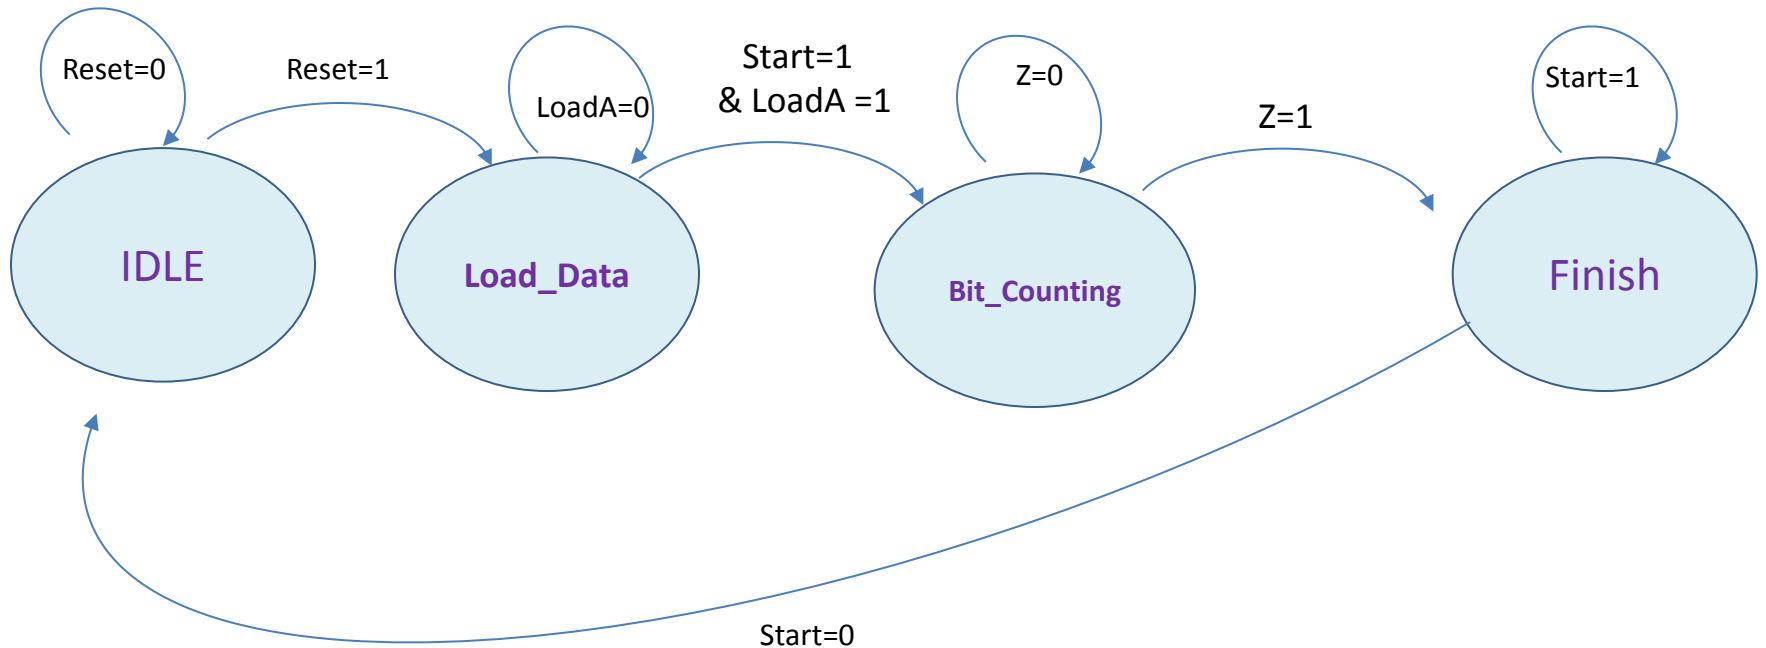 Reset=0
Reset=1
LoadA=0
Start=1
& LoadA =1
Z=0
Z=1
Start=1
IDLE
Load_Data
Bit_Counting
Finish
Start=0